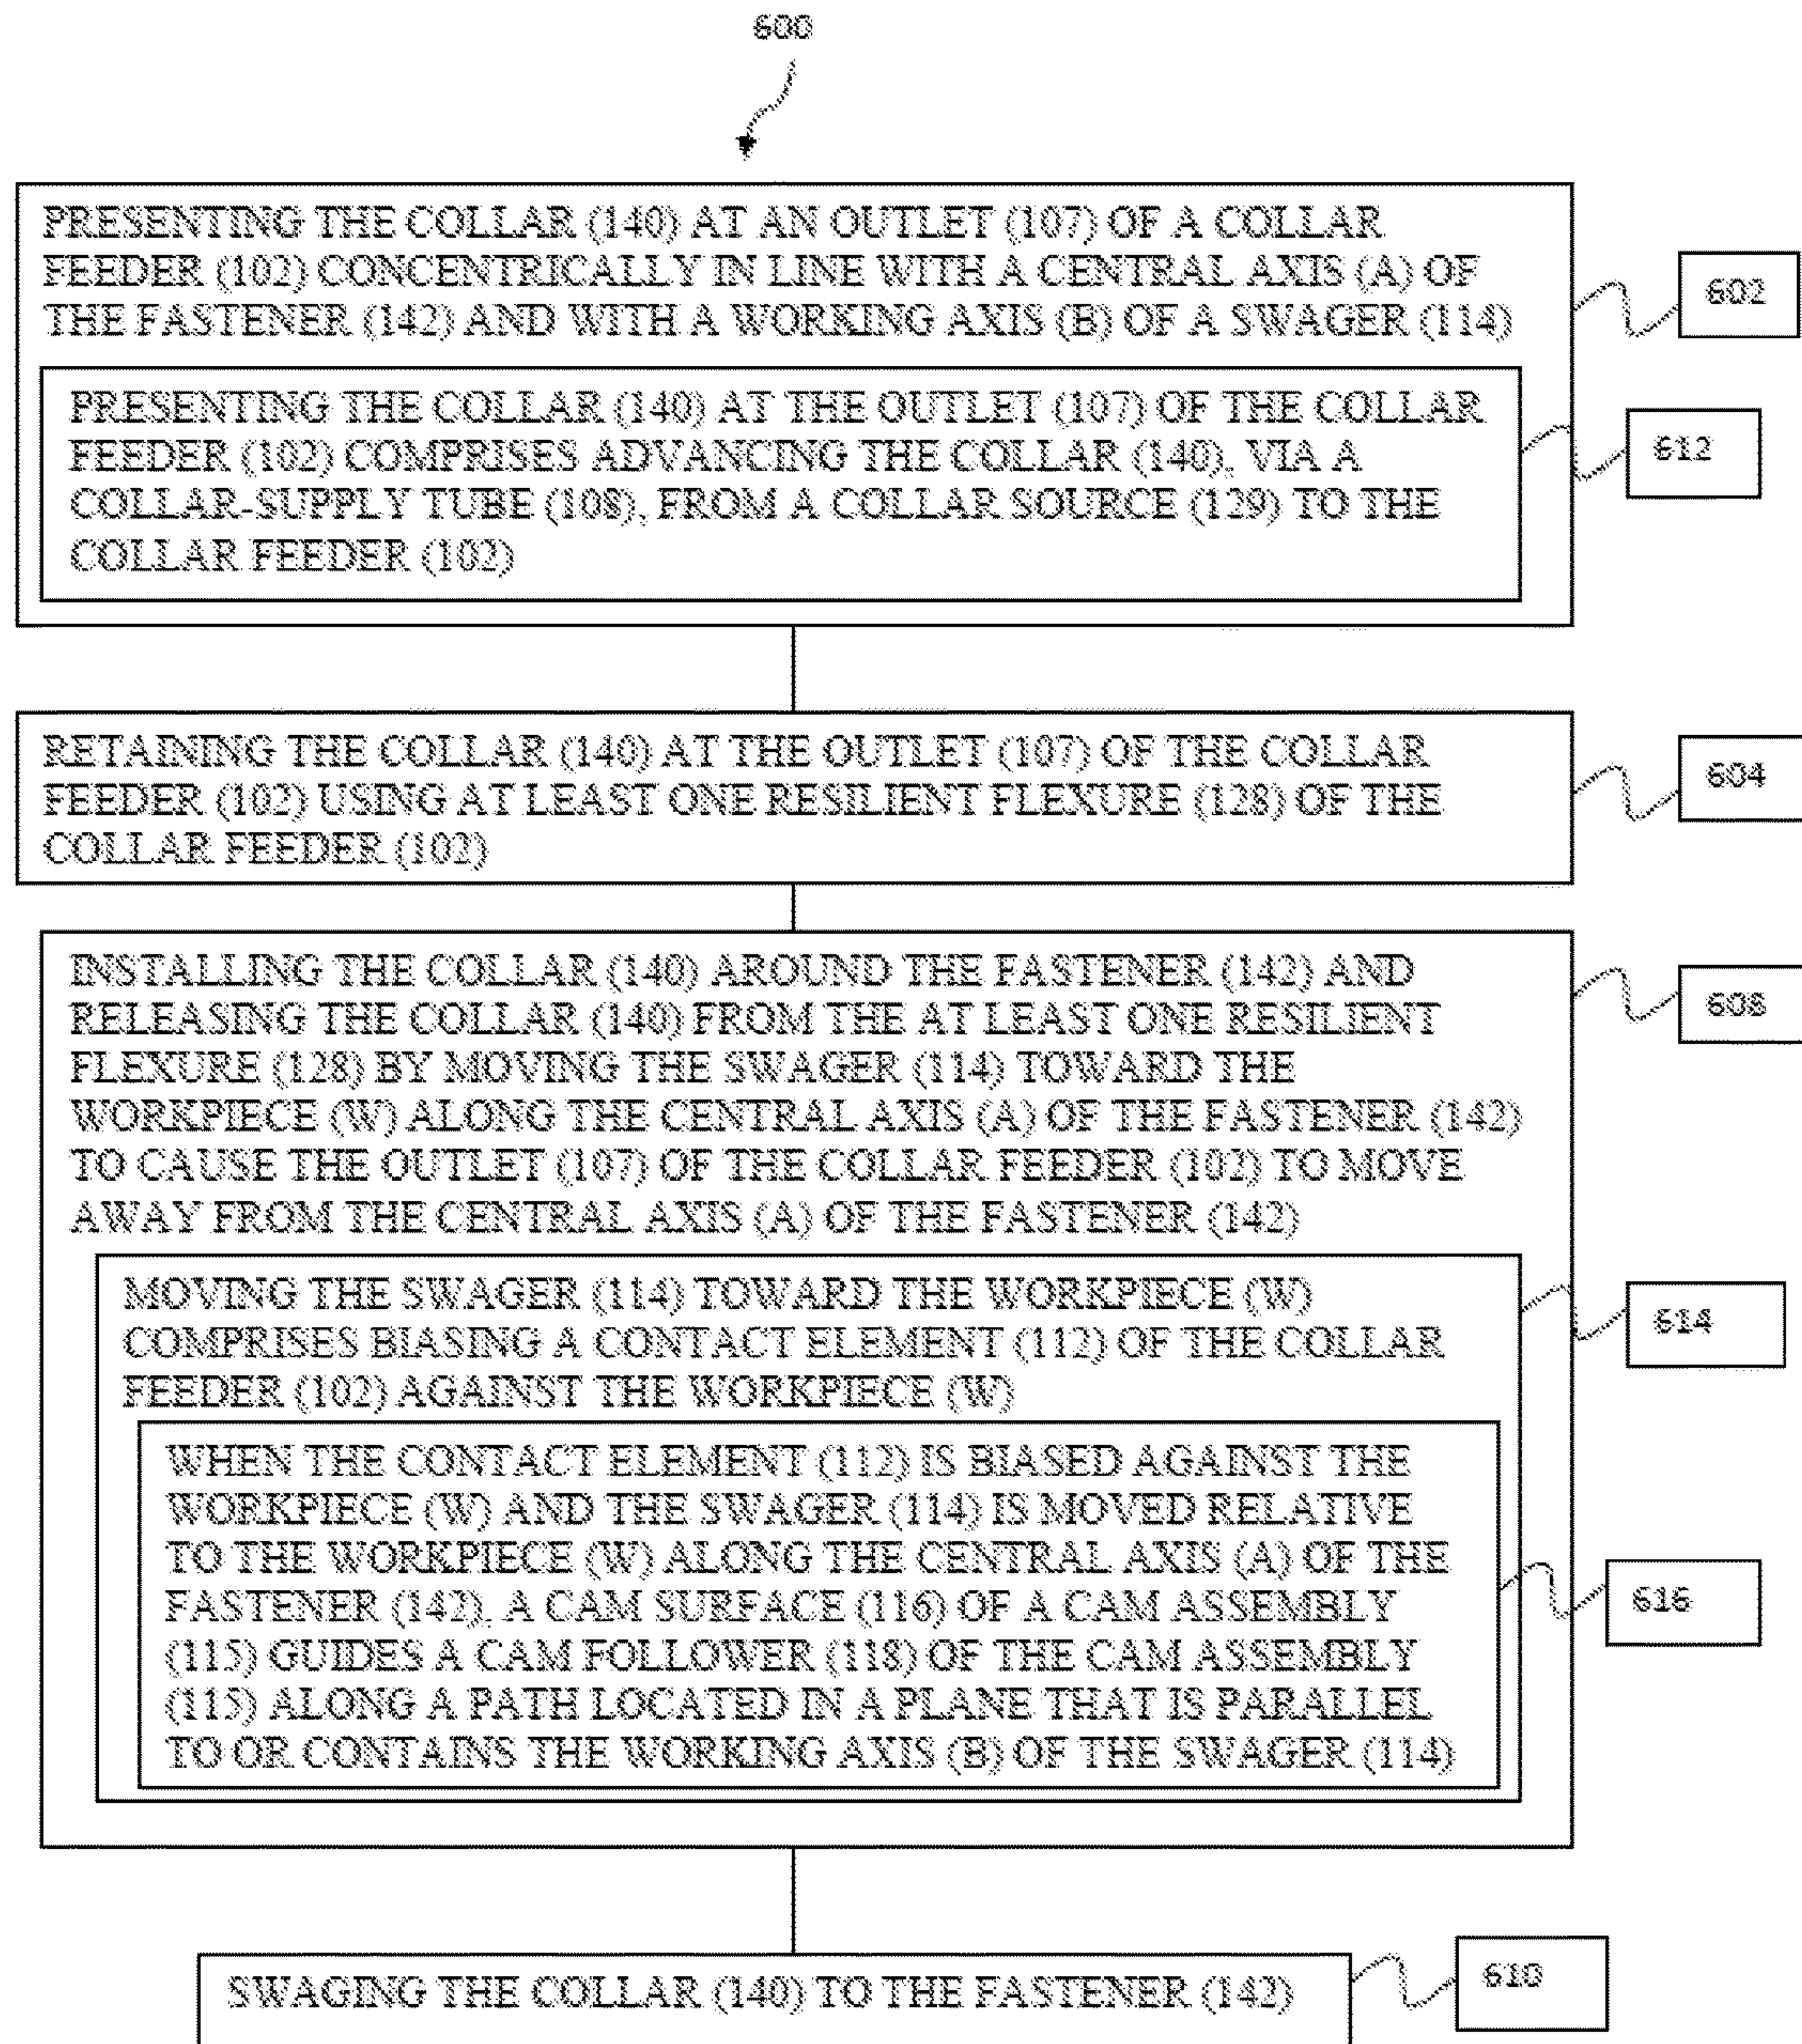 600
PRESENTING THE COLLAR (140) AT AN OUTLET (107) OF A COLLAR
FEEDER (102) CONCENTRICALLY IN LINE WITH A CENTRAL AXIS (A) OF
THE FASTENER (142) AND WITH A WORKING AXIS (B) OF A SWAGER (114)
602
PRESENTING THE COLLAR (140) AT THE OUTLET (107) OF THE COLLAR
FEEDER (102) COMPRISES ADVANCING THE COLLAR (140), VIA A
COLLAR-SUPPLY TUBE (108), FROM A COLLAR SOURCE (129) TO THE
COLLAR FEEDER (102)
612
RETAINING THE COLLAR (140) AT THE OUTLET (107) OF THE COLLAR
FEEDER (102) USING AT LEAST ONE RESILIENT FLEXURE (128) OF THE
COLLAR FEEDER (102)
604
INSTALLING THE COLLAR (140) AROUND THE FASTENER (142) AND
RELEASING THE COLLAR (140) FROM THE AT LEAST ONE RESILIENT
FLEXURE (128) BY MOVING THE SWAGER (114) TOWARD THE
WORKPIECE (W) ALONG THE CENTRAL AXIS (A) OF THE FASTENER (142)
TO CAUSE THE OUTLET (107) OF THE COLLAR FEEDER (102) TO MOVE
AWAY FROM THE CENTRAL AXIS (A) OF THE FASTENER (142)
MOVING THE SWAGER (114) TOWARD THE WORKPIECE (W)
COMPRISES BIASING A CONTACT ELEMENT (112) OF THE COLLAR
FEEDER (102) AGAINST THE WORKPIECE (W)
614
WHEN THE CONTACT ELEMENT (112) IS BIASED AGAINST THE
WORKPIECE (W) AND THE SWAGER (114) IS MOVED RELATIVE
TO THE WORKPIECE (W) ALONG THE CENTRAL AXIS (A) OF THE
FASTENER (142), A CAM SURFACE (116) OF A CAM ASSEMBLY
(115) GUIDES A CAM FOLLOWER (118) OF THE CAM ASSEMBLY
(115) ALONG A PATH LOCATED IN A PLANE THAT IS PARALLEL
TO OR CONTAINS THE WORKING AXIS (B) OF THE SWAGER (114)
616
SWAGING THE COLLAR (140) TO THE FASTENER (142)
610